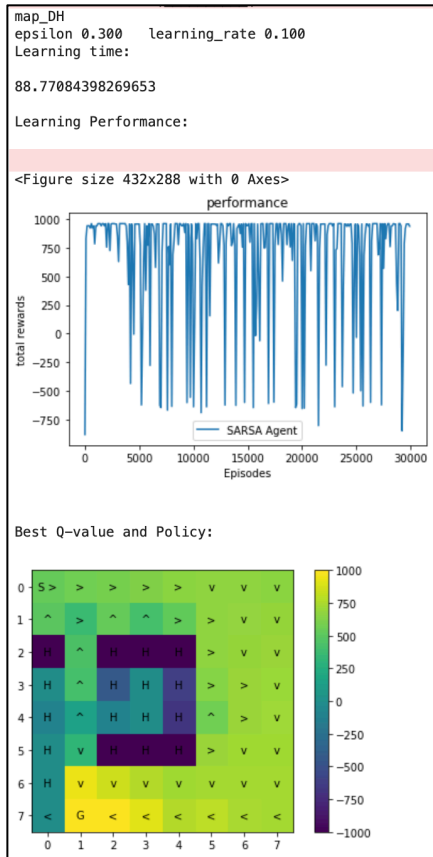 map_DH
epsilon 0.300 learning_rate 0.100
Learning time:
88.77084398269653
Learning Performance:
<Figure size 432x288 with 0 Axes>
performance
1000
750
500
250
0
−250
−500
−750
total rewards
SARSA Agent
0 5000 10000 15000 20000 25000 30000
Episodes
Best Q-value and Policy:
0 S > > > > > v v v
1 ^ > ^ ^ > > v v
2 H ^ H H H > v v
3 H ^ H H H > > v
4 H ^ H H H ^ > v
5 H v H H H > v v
6 H v v v v v v v
7 < G < < < < < <
0 1 2 3 4 5 6 7
1000
750
500
250
0
−250
−500
−750
−1000